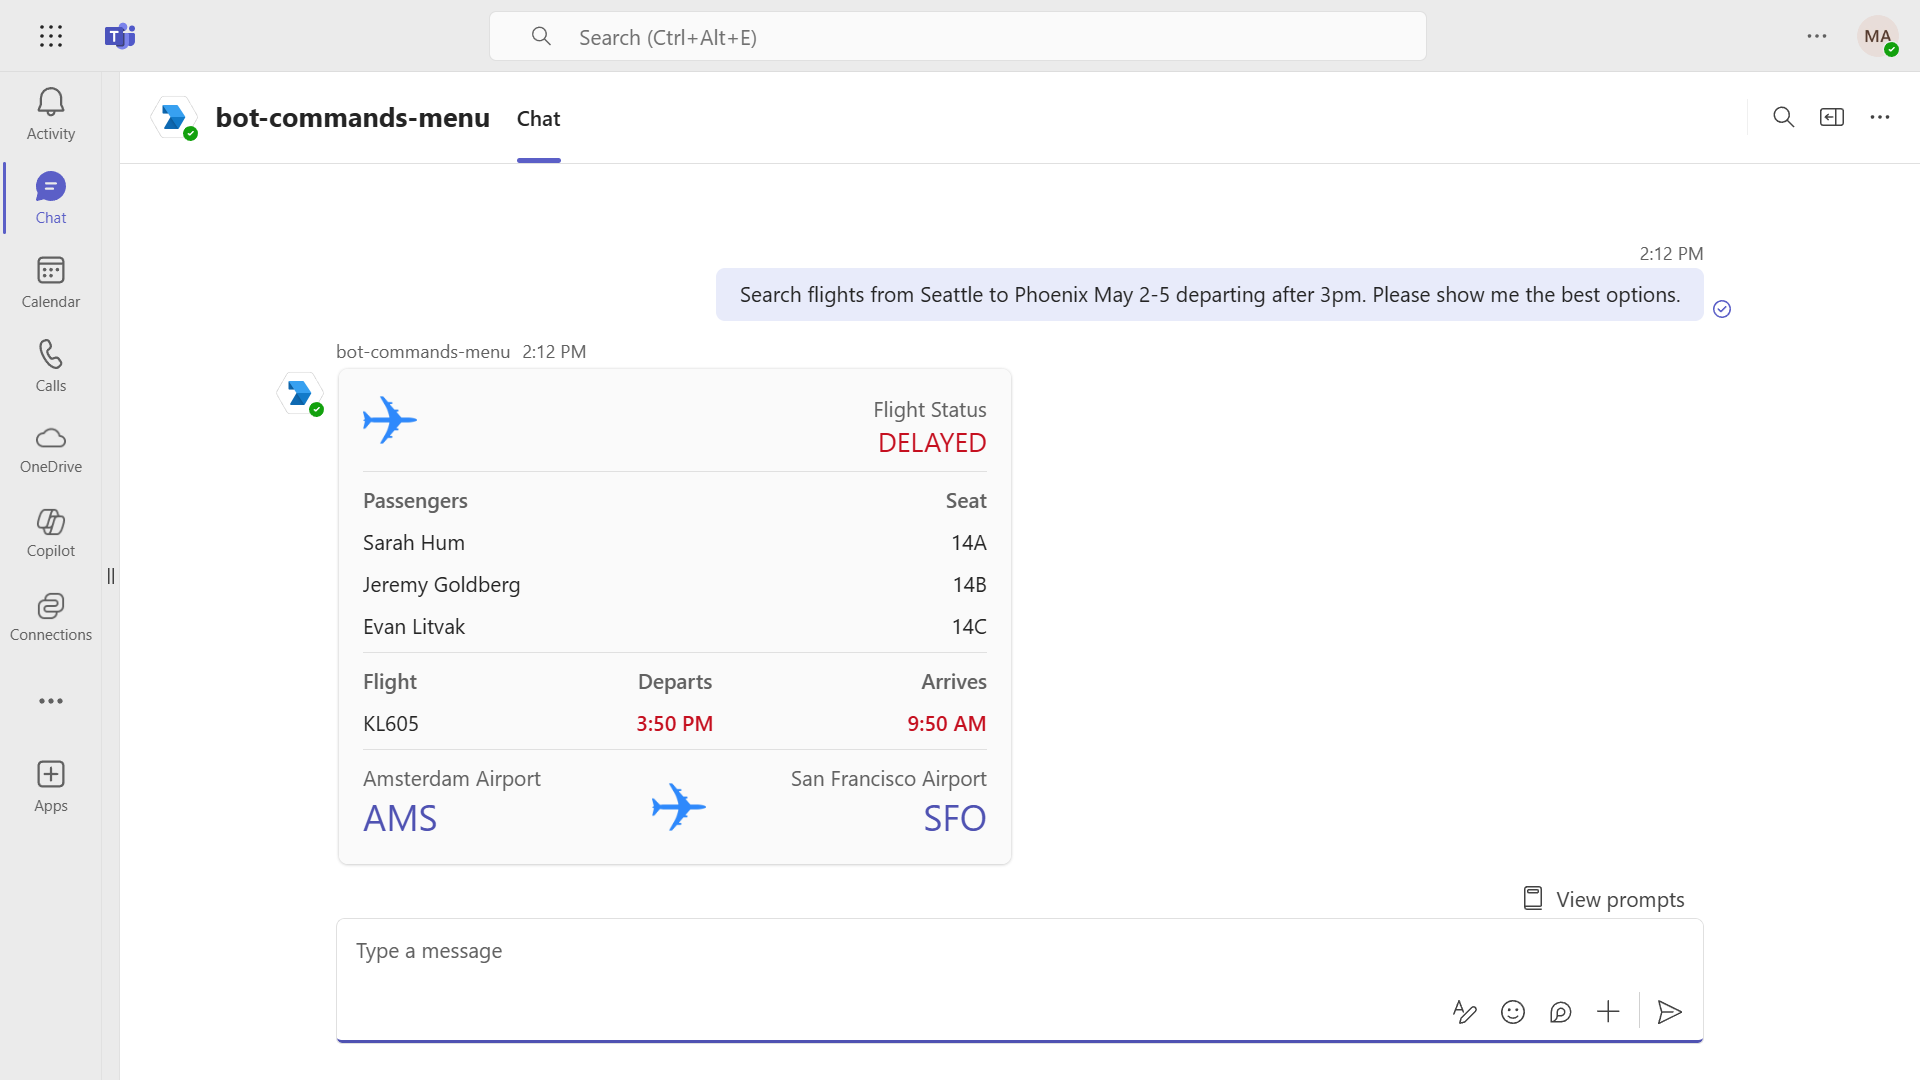 Search (Ctrl+Alt+E)
MA
Activity
Chat
Calendar
Calls
OneDrive
Copilot
Connections
Apps
bot-commands-menu
Chat
2:12 PM
Search flights from Seattle to Phoenix May 2-5 departing after 3pm. Please show me the best options.
bot-commands-menu 2:12 PM
Flight Status
DELAYED
Passengers Seat
Sarah Hum 14A
Jeremy Goldberg 14B
Evan Litvak 14C
Flight Departs Arrives
KL605 3:50 PM 9:50 AM
Amsterdam Airport San Francisco Airport
AMS SFO
View prompts
Type a message